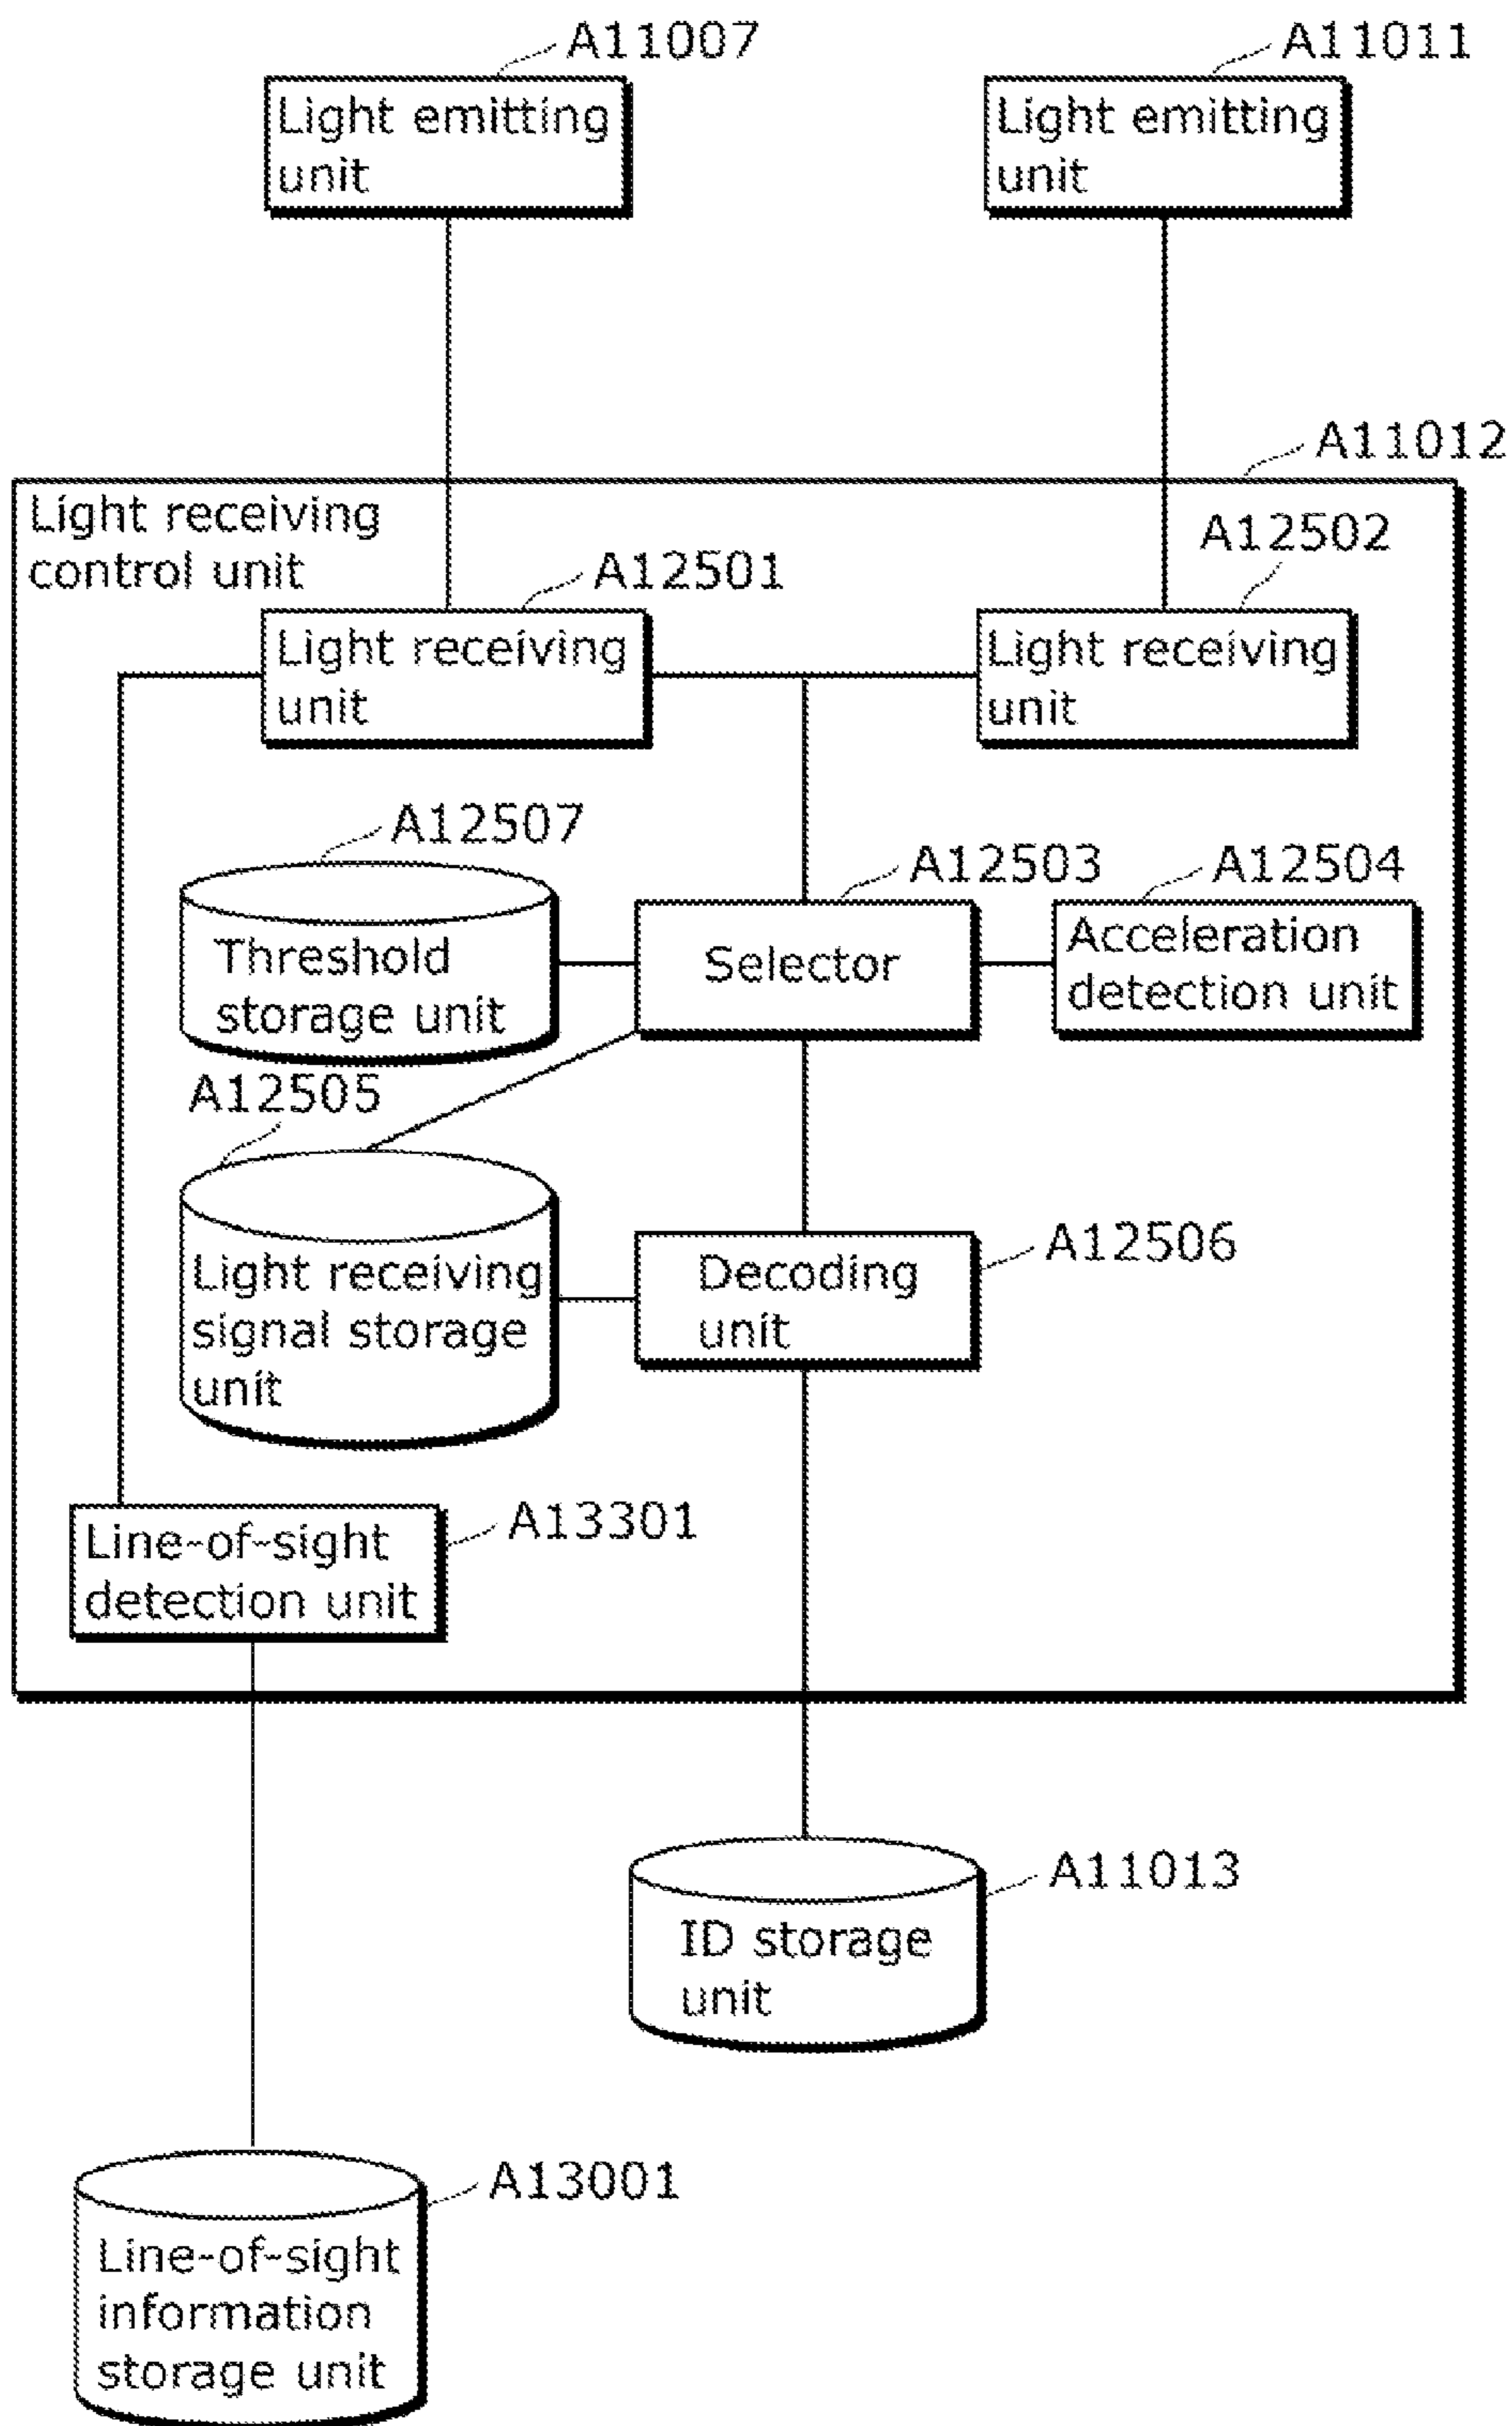 A11007
A11011
Light emitting
unit
Light emitting
unit
A11012
Light receiving
control unit
A12501
A12502
Light receiving
unit
Light receiving
unit
A12507
A12503
A12504
Threshold
storage unit
Selector
Acceleration
detection unit
A12505
A12506
Light receiving
signal storage
unit
Decoding
unit
A13301
Line-of-sight
detection unit
A11013
ID storage
unit
A13001
Line-of-sight
information
storage unit